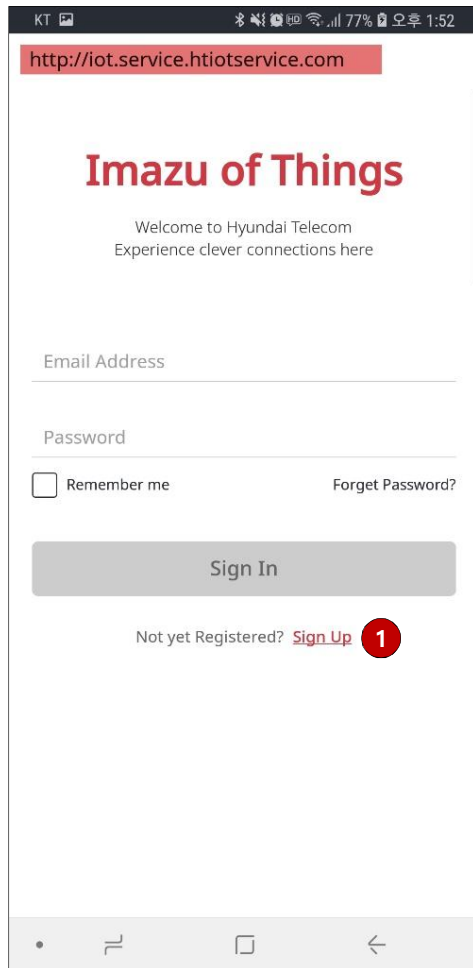 KT 77% 오후 1:52
http://iot.service.htiotservice.com
Imazu of Things
Welcome to Hyundai Telecom
Experience clever connections here
Email Address
Password
Remember me Forget Password?
Sign In
Not yet Registered? Sign Up 1